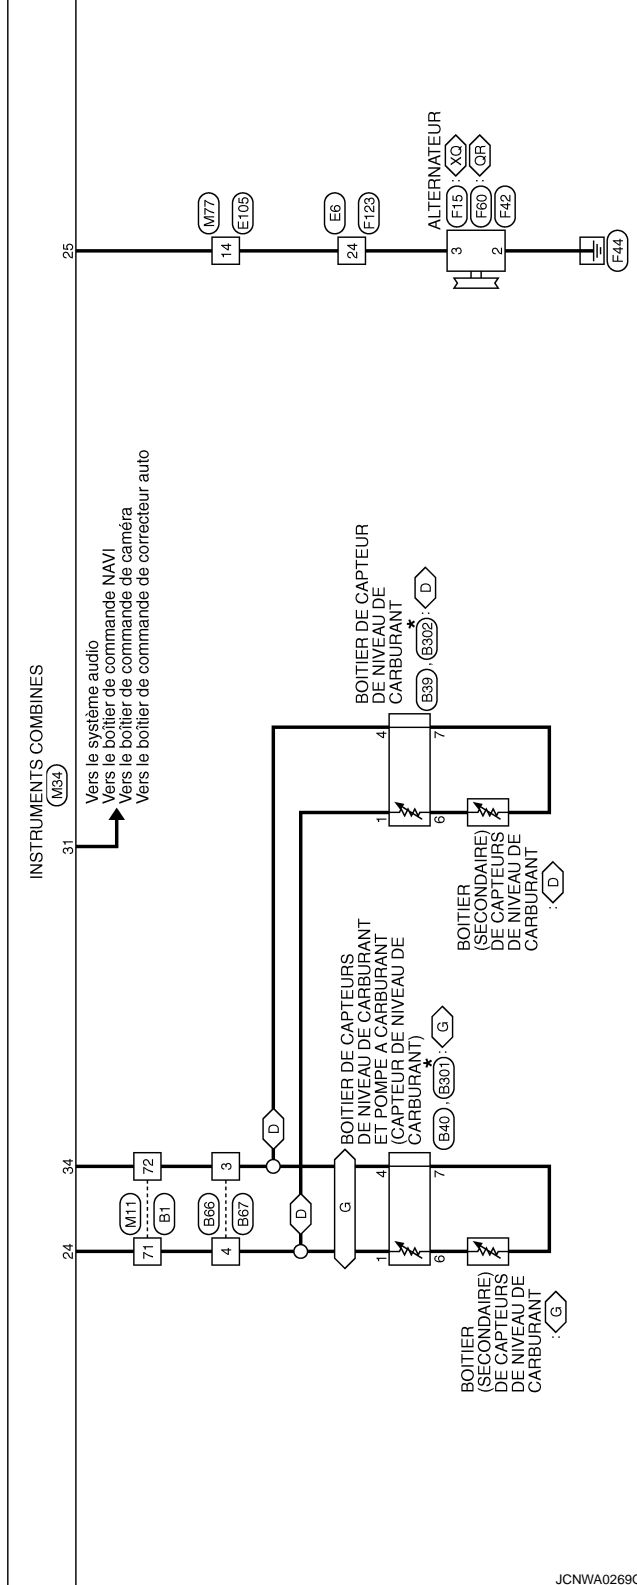 INSTRUMENTS COMBINES
M34
24
34
31
25
Vers le système audio
Vers le boîtier de commande NAVI
Vers le boîtier de commande de caméra
Vers le boîtier de commande de correcteur auto
71
M11
B1
72
4
B66
B67
3
D
D
G
BOITIER DE CAPTEURS
DE NIVEAU DE CARBURANT
ET POMPE A CARBURANT
(CAPTEUR DE NIVEAU DE
CARBURANT)
B40 , B301 * : G
1
4
6
7
BOITIER
(SECONDAIRE)
DE CAPTEURS
DE NIVEAU DE
CARBURANT
: G
BOITIER DE CAPTEUR
DE NIVEAU DE
CARBURANT
B39 , B302 * : D
1
4
6
7
BOITIER
(SECONDAIRE)
DE CAPTEURS
DE NIVEAU DE
CARBURANT
: D
14
M77
E105
24
E6
F123
ALTERNATEUR
F15 : XQ
F60 : QR
F42
3
2
F44